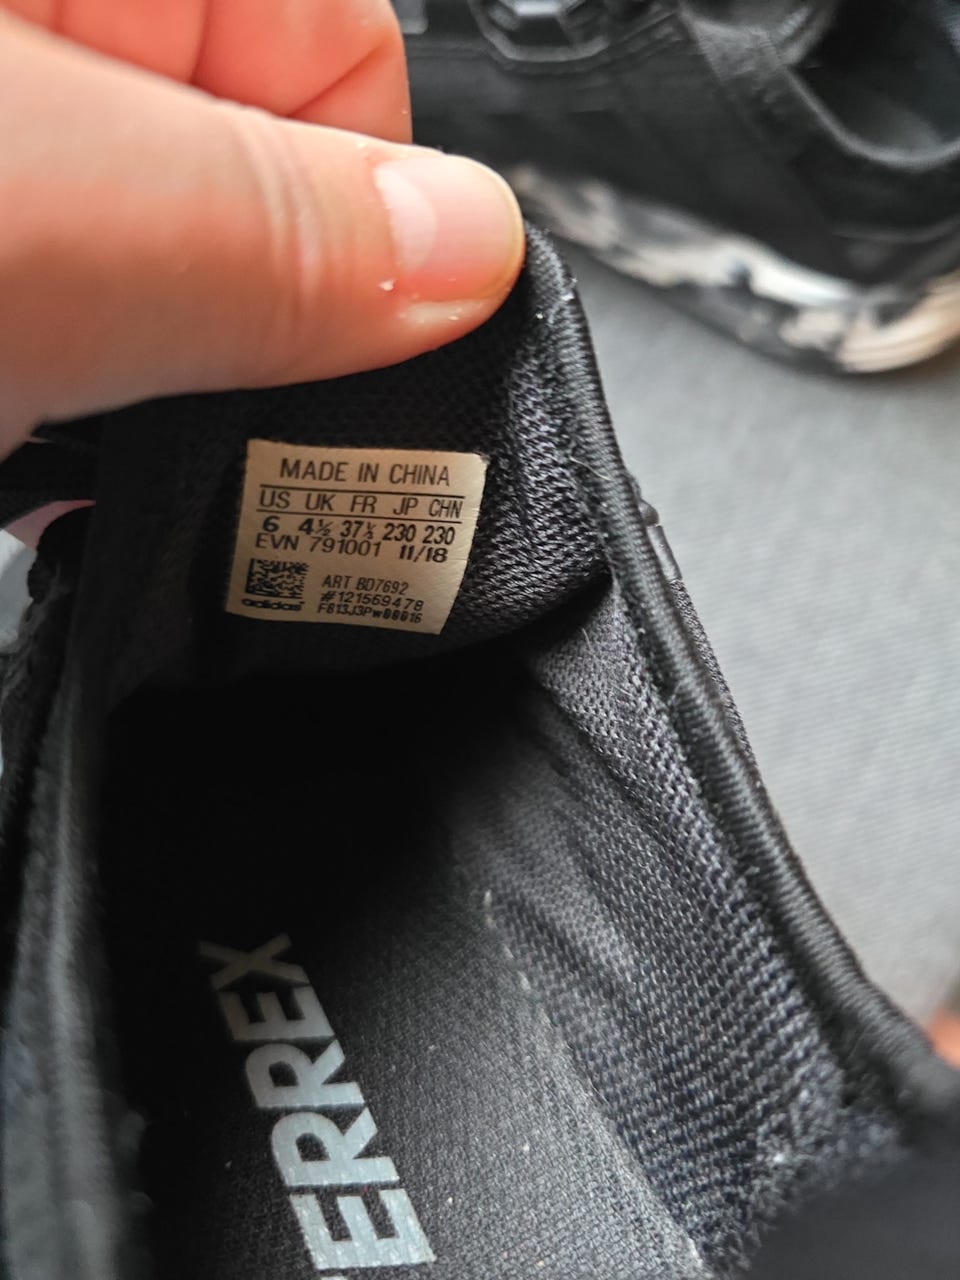 MADE IN CHINA
US UK FR JP CHN
6 4½ 37⅓ 230 230
EVN 791001 11/18
ART BD7692
#121569478
adidas
ERREX